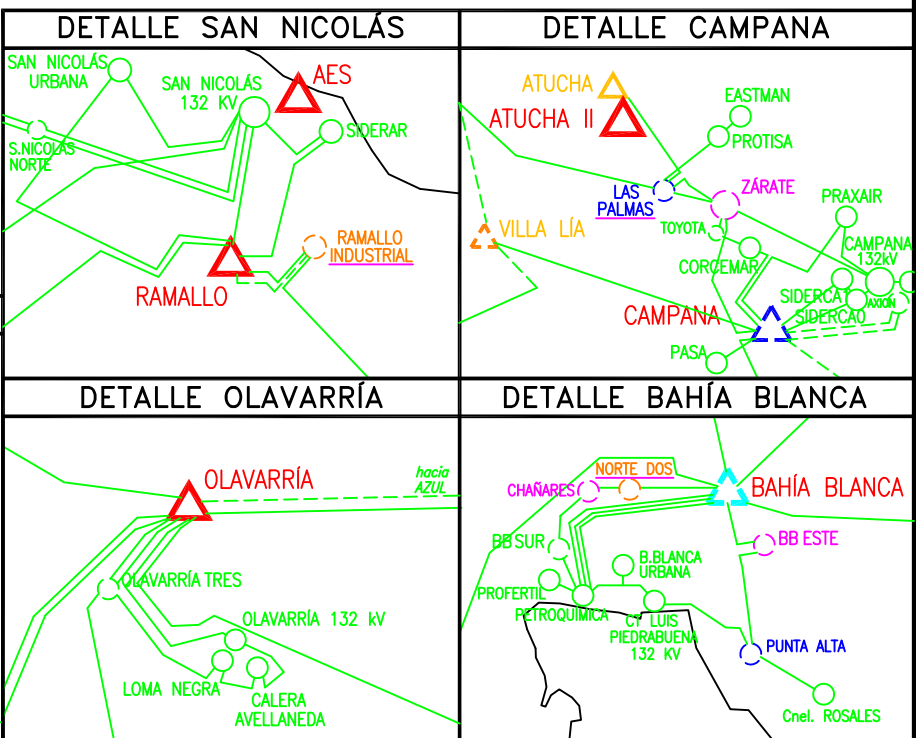 DETALLE SAN NICOLÁS
SAN NICOLÁS
URBANA
SAN NICOLÁS
132 KV
AES
SIDERAR
S.NICOLAS
NORTE
RAMALLO
INDUSTRIAL
RAMALLO
DETALLE CAMPANA
ATUCHA
ATUCHA II
EASTMAN
PROTISA
LAS
PALMAS
ZÁRATE
PRAXAIR
VILLA LÍA
TOYOTA
CAMPANA
132kV
CORCEMAR
SIDERCA
AXION
SIDERCAO
CAMPANA
PASA
DETALLE OLAVARRÍA
OLAVARRÍA
hacia
AZUL
OLAVARRÍA TRES
OLAVARRÍA 132 kV
LOMA NEGRA
CALERA
AVELLANEDA
DETALLE BAHÍA BLANCA
NORTE DOS
CHAÑARES
BAHÍA BLANCA
BB SUR
BB ESTE
B.BLANCA
URBANA
PROFERTIL
PETROQUIMICA
CT LUIS
PIEDRABUENA
132 KV
PUNTA ALTA
Cnel. ROSALES